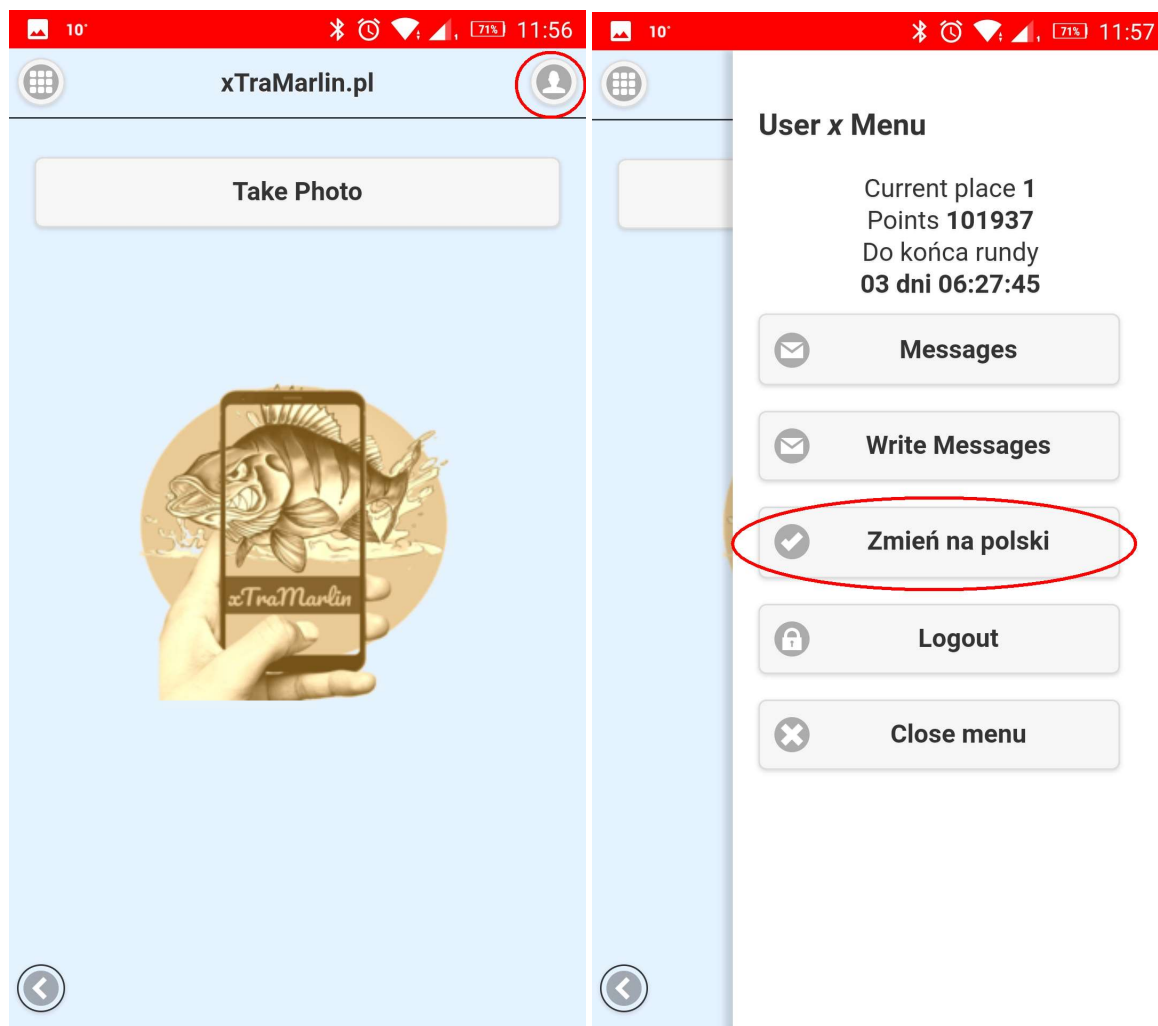 10°
71%
11:56
xTraMarlin.pl
Take Photo
xTraMarlin
10°
71%
11:57
User x Menu
Current place 1
Points 101937
Do końca rundy
03 dni 06:27:45
Messages
Write Messages
Zmień na polski
Logout
Close menu